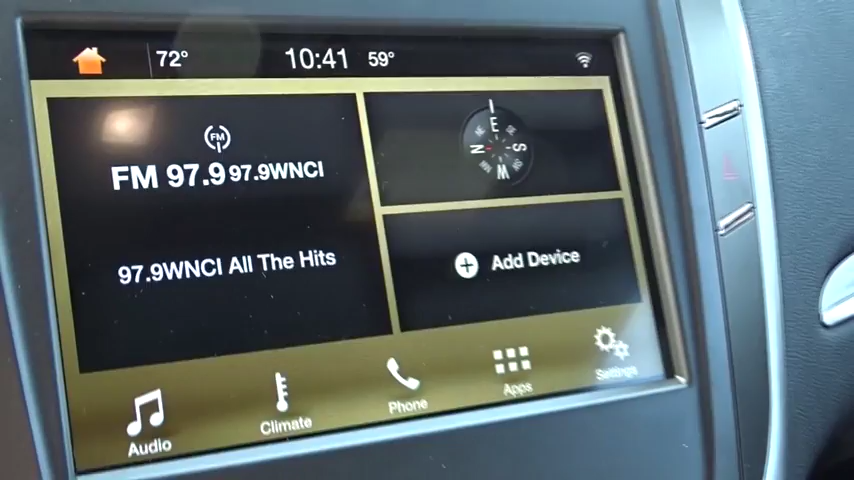 72° 10:41 59°
FM
FM 97.9 97.9WNCI
97.9WNCI All The Hits
E
N S
W
Add Device
Audio
Climate
Phone
Apps
Settings